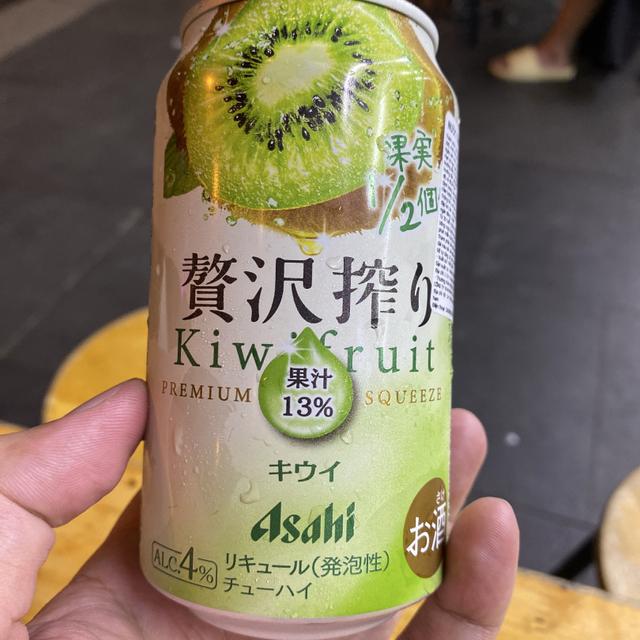 果実
1/2個
贅沢搾り
Kiwifruit
果汁
13%
PREMIUM SQUEEZE
キウイ
Asahi
お酒
ALC.4%
リキュール(発泡性)
チューハイ